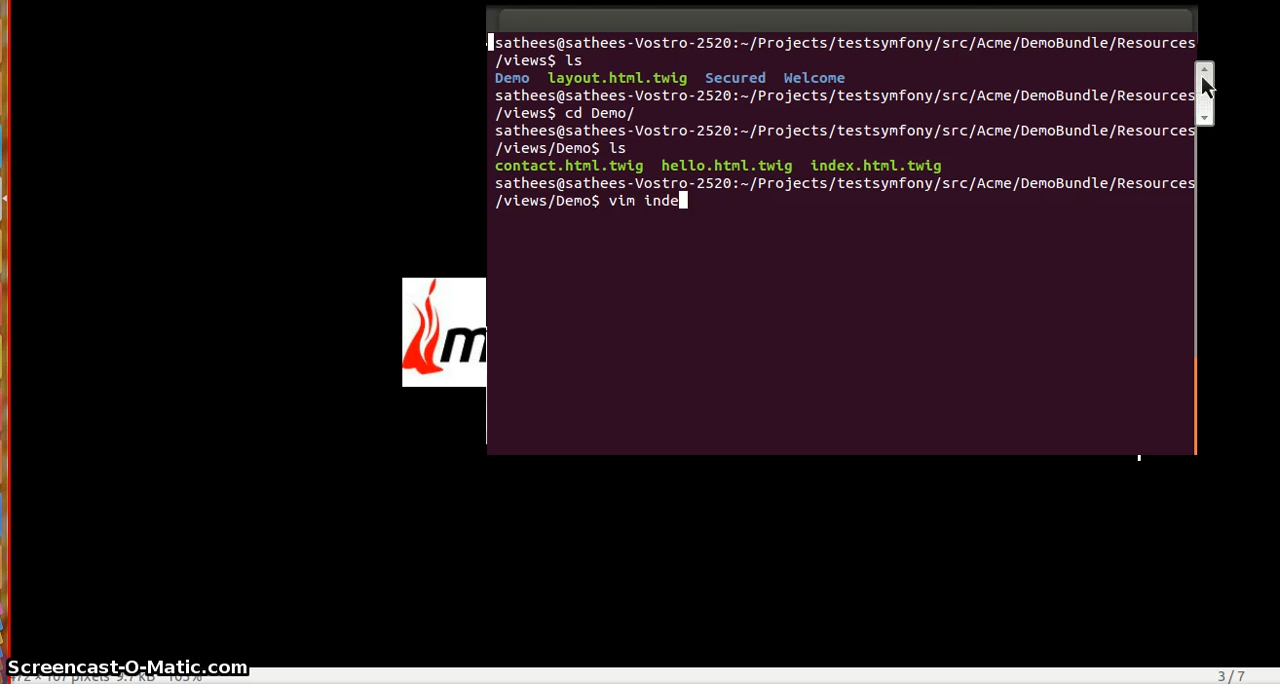 sathees@sathees-Vostro-2520:~/Projects/testsymfony/src/Acme/DemoBundle/Resources
/views$ ls
Demo  layout.html.twig  Secured  Welcome
sathees@sathees-Vostro-2520:~/Projects/testsymfony/src/Acme/DemoBundle/Resources
/views$ cd Demo/
sathees@sathees-Vostro-2520:~/Projects/testsymfony/src/Acme/DemoBundle/Resources
/views/Demo$ ls
contact.html.twig  hello.html.twig  index.html.twig
sathees@sathees-Vostro-2520:~/Projects/testsymfony/src/Acme/DemoBundle/Resources
/views/Demo$ vim inde
m
Screencast-O-Matic.com
3 / 7